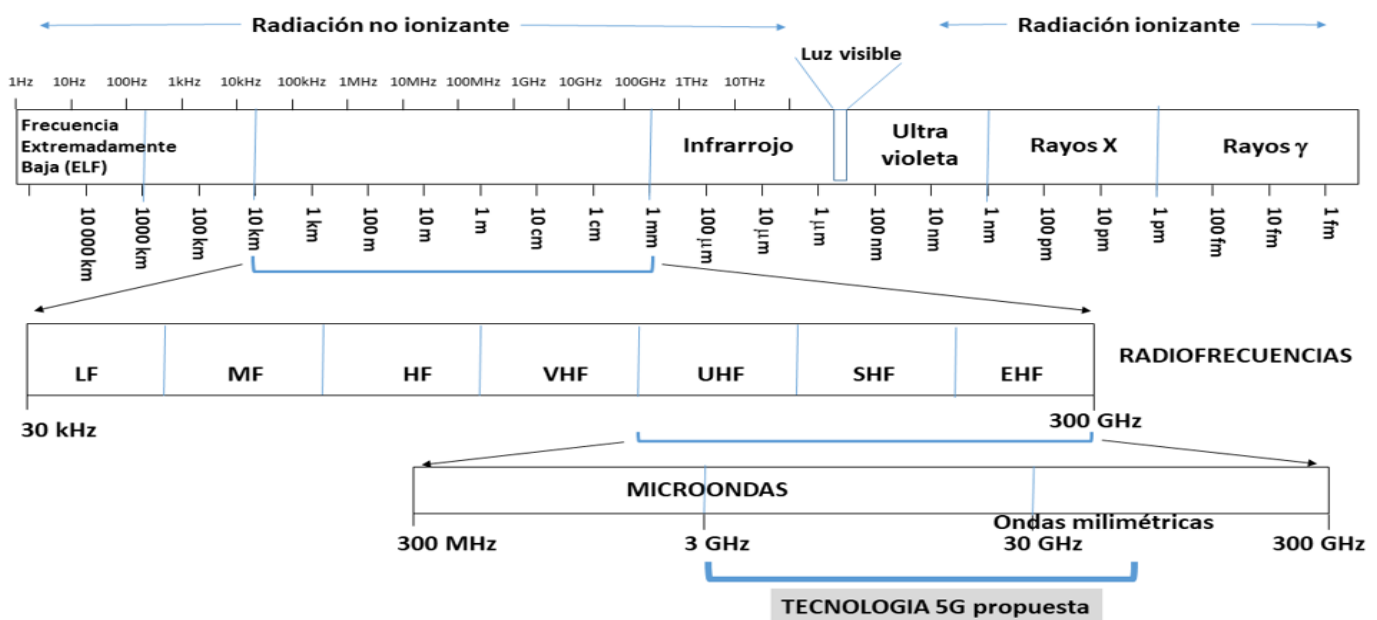 Radiación no ionizante
Radiación ionizante
Luz visible
1Hz 10Hz 100Hz 1kHz 10kHz 100kHz 1MHz 10MHz 100MHz 1GHz 10GHz 100GHz 1THz 10THz
Frecuencia
Extremadamente
Baja (ELF)
Infrarrojo
Ultra
violeta
Rayos X
Rayos γ
10 000 km 1000 km 100 km 10 km 1 km 100 m 10 m 1 m 10 cm 1 cm 1 mm 100 μm 10 μm 1 μm 100 nm 10 nm 1 nm 100 pm 10 pm 1 pm 100 fm 10 fm 1 fm
LF MF HF VHF UHF SHF EHF
RADIOFRECUENCIAS
30 kHz 300 GHz
MICROONDAS
Ondas milimétricas
300 MHz 3 GHz 30 GHz 300 GHz
TECNOLOGIA 5G propuesta